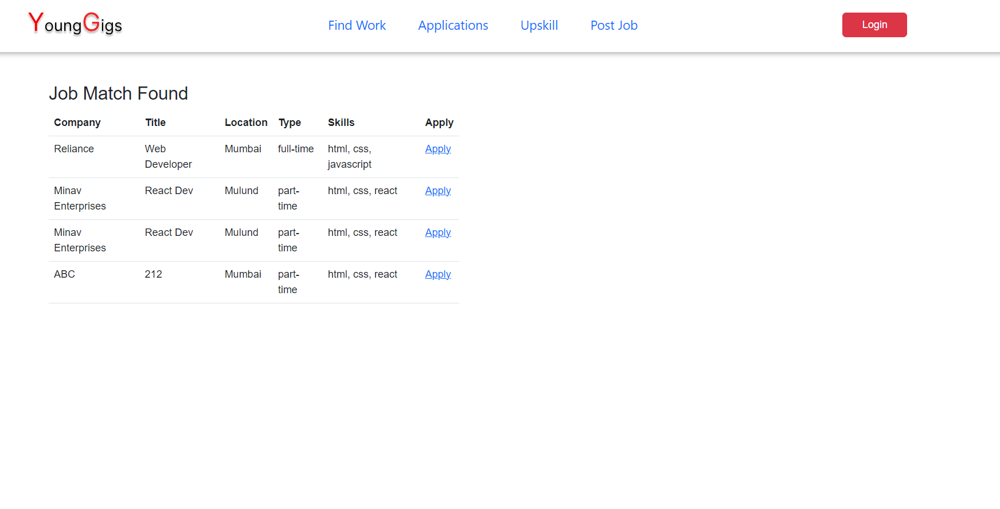 YoungGigs Find Work Applications Upskill Post Job Login
Job Match Found
Company Title Location Type Skills Apply
Reliance Web Mumbai full-time html, css, Apply
Developer javascript
Minav React Dev Mulund part- html, css, react Apply
Enterprises time
Minav React Dev Mulund part- html, css, react Apply
Enterprises time
ABC 212 Mumbai part- html, css, react Apply
time